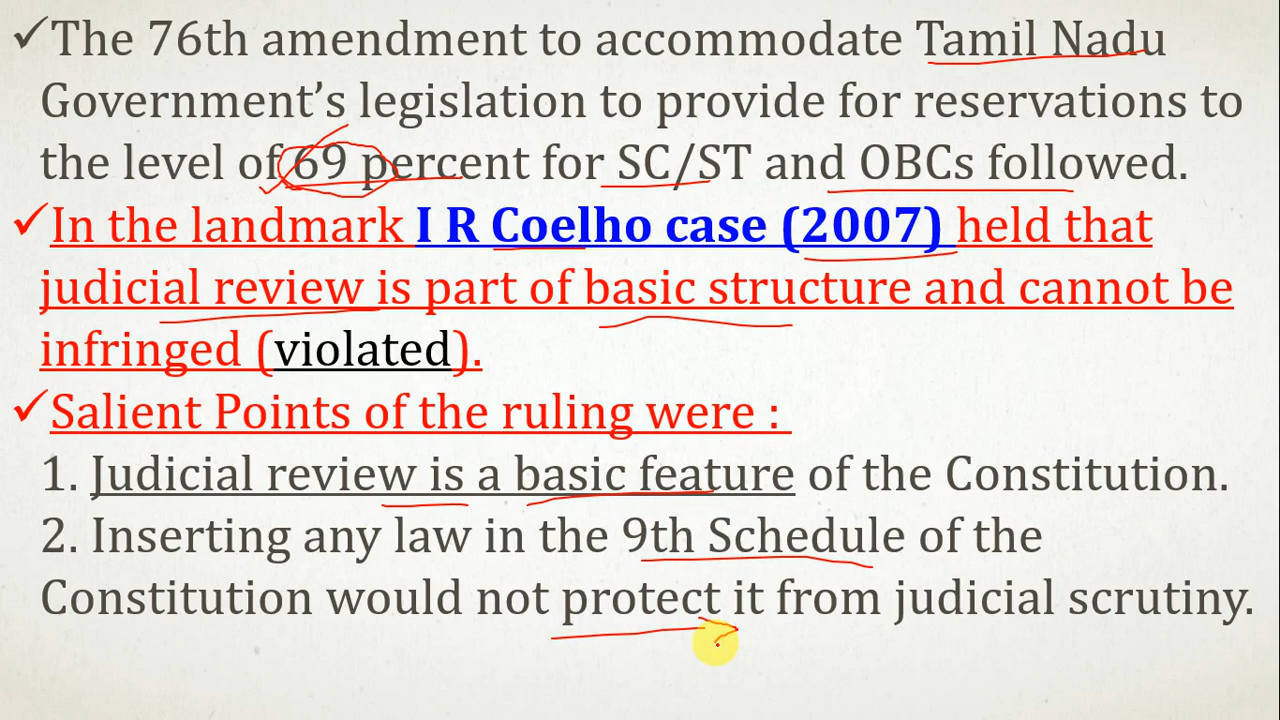 ✓The 76th amendment to accommodate Tamil Nadu
Government’s legislation to provide for reservations to
the level of 69 percent for SC/ST and OBCs followed.
✓In the landmark I R Coelho case (2007) held that
judicial review is part of basic structure and cannot be
infringed (violated).
✓Salient Points of the ruling were :
1. Judicial review is a basic feature of the Constitution.
2. Inserting any law in the 9th Schedule of the
Constitution would not protect it from judicial scrutiny.